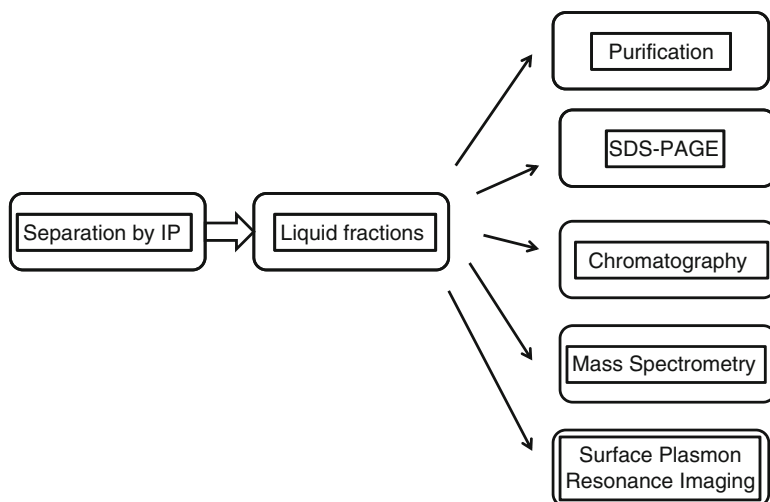 Purification
SDS-PAGE
Separation by IP
Liquid fractions
Chromatography
Mass Spectrometry
Surface Plasmon
Resonance Imaging